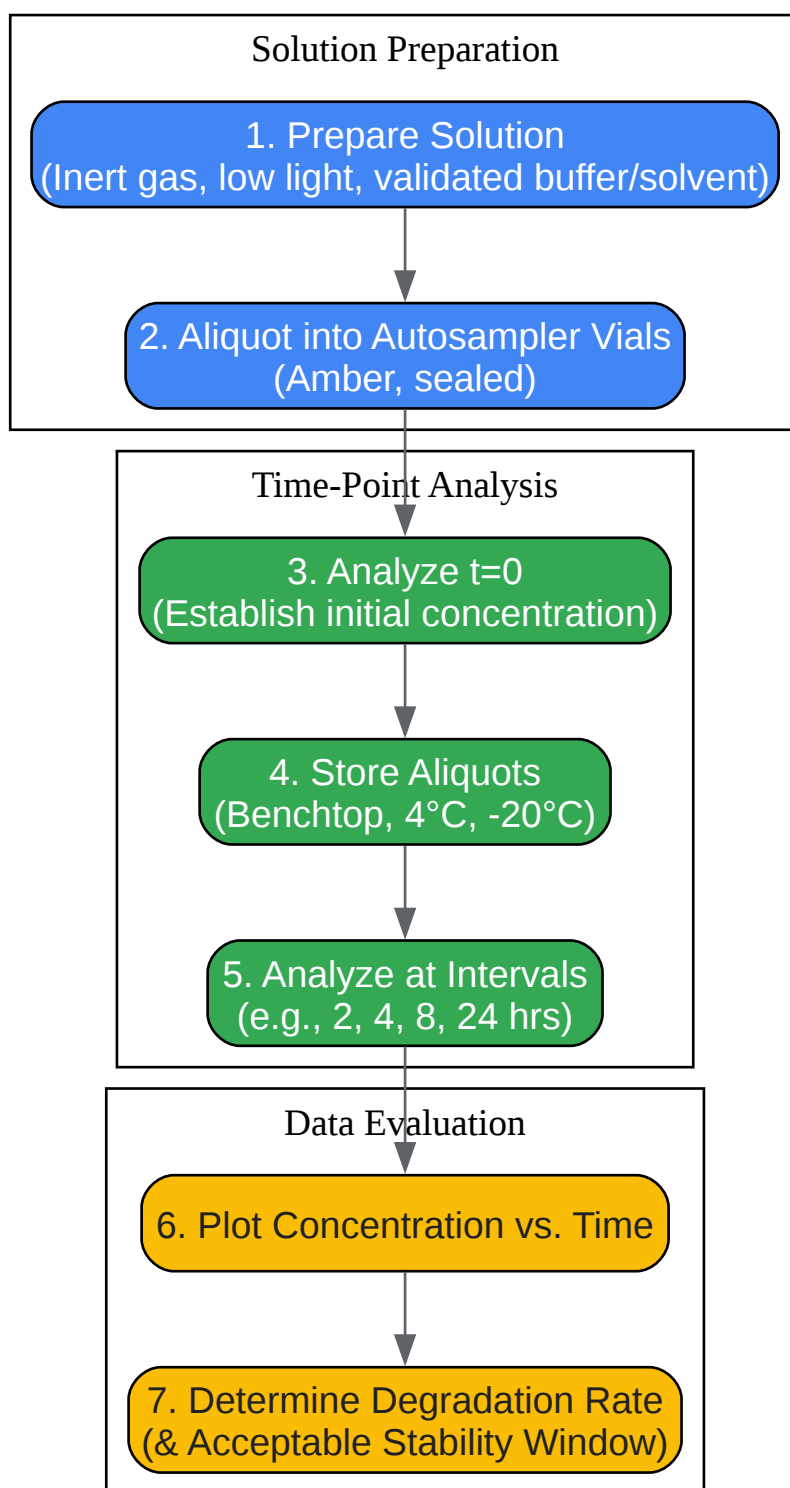 Solution Preparation
1. Prepare Solution
(Inert gas, low light, validated buffer/solvent)
2. Aliquot into Autosampler Vials
(Amber, sealed)
Time-Point Analysis
3. Analyze t=0
(Establish initial concentration)
4. Store Aliquots
(Benchtop, 4°C, -20°C)
5. Analyze at Intervals
(e.g., 2, 4, 8, 24 hrs)
Data Evaluation
6. Plot Concentration vs. Time
7. Determine Degradation Rate
(& Acceptable Stability Window)